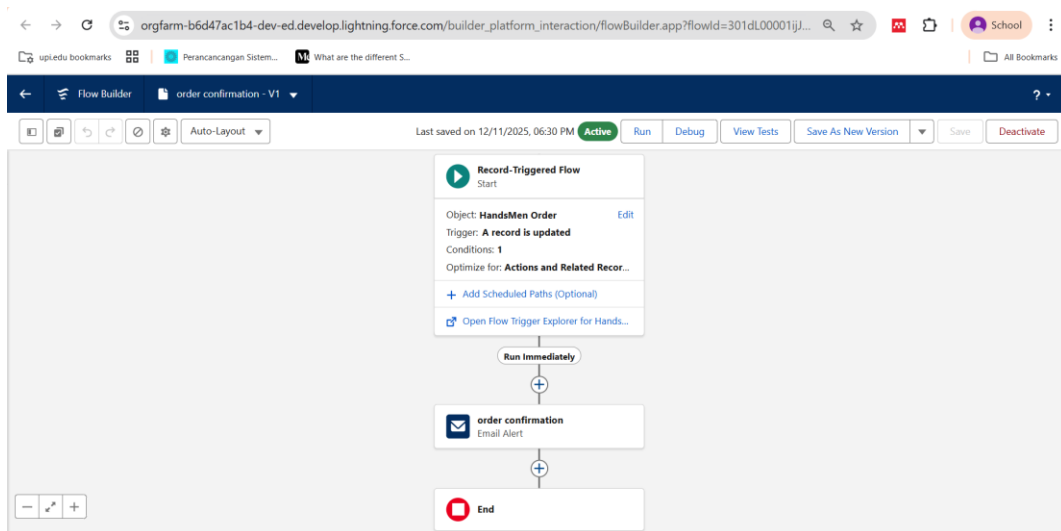 orgfarm-b6d47ac1b4-dev-ed.develop.lightning.force.com/builder_platform_interaction/flowBuilder.app?flowId=301dL00001ijJ...
School
upi.edu bookmarks
Perancancangan Sistem...
What are the different S...
All Bookmarks
Flow Builder
order confirmation - V1
?
Auto-Layout
Last saved on 12/11/2025, 06:30 PM
Active
Run
Debug
View Tests
Save As New Version
Save
Deactivate
Record-Triggered Flow
Start
Object: HandsMen Order
Edit
Trigger: A record is updated
Conditions: 1
Optimize for: Actions and Related Recor...
+ Add Scheduled Paths (Optional)
Open Flow Trigger Explorer for Hands...
Run Immediately
order confirmation
Email Alert
End